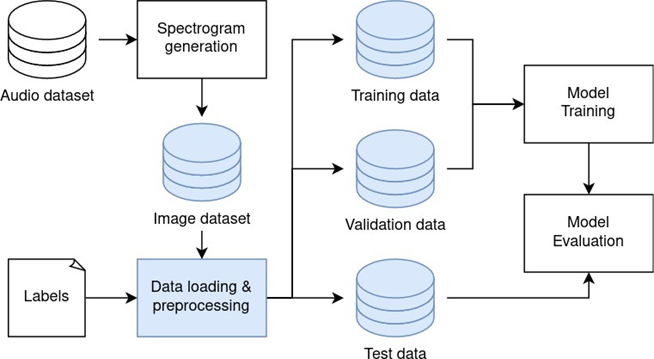 Spectrogram
generation
Audio dataset
Training data
Model
Training
Image dataset
Validation data
Model
Evaluation
Labels
Data loading &
preprocessing
Test data